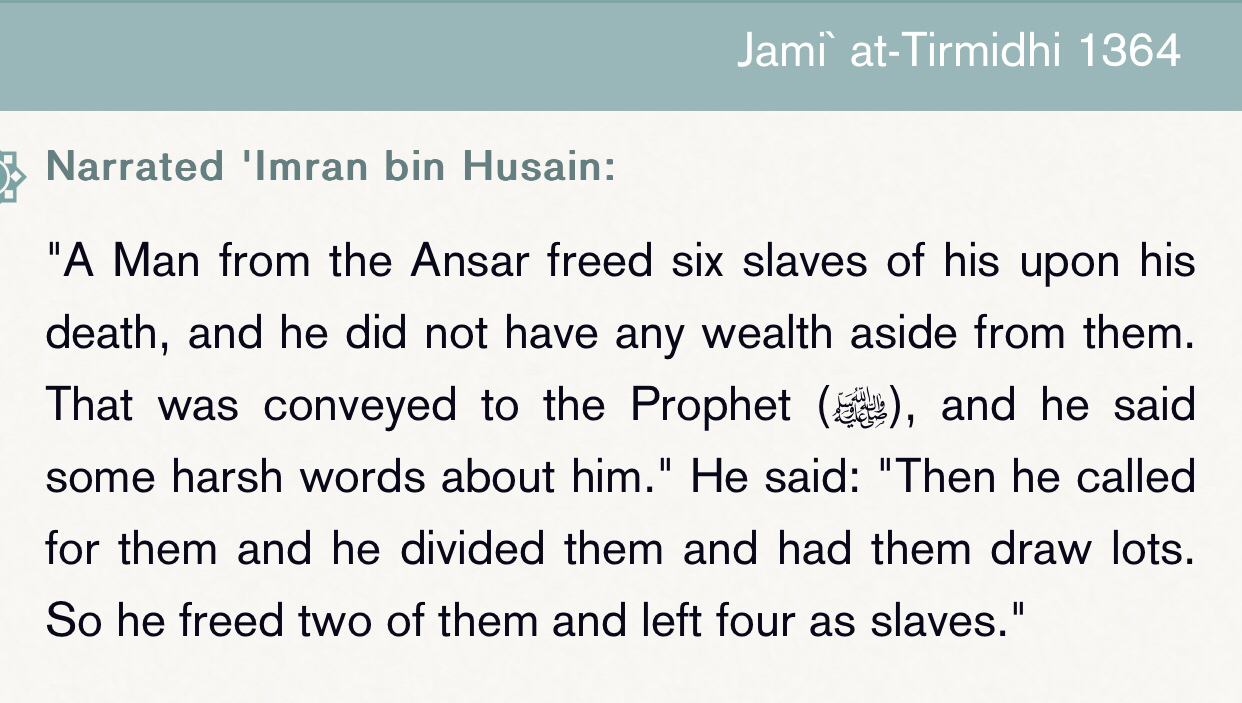 Jami` at-Tirmidhi 1364
Narrated 'Imran bin Husain:
"A Man from the Ansar freed six slaves of his upon his
death, and he did not have any wealth aside from them.
That was conveyed to the Prophet (ﷺ), and he said
some harsh words about him." He said: "Then he called
for them and he divided them and had them draw lots.
So he freed two of them and left four as slaves."